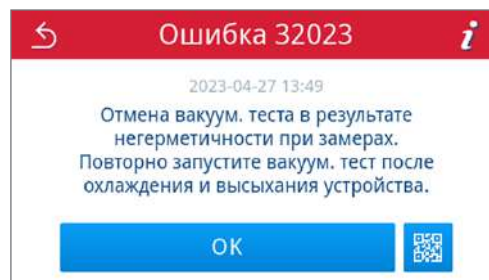 Ошибка 32023
i
2023-04-27 13:49
Отмена вакуум. теста в результате
негерметичности при замерах.
Повторно запустите вакуум. тест после
охлаждения и высыхания устройства.
OK